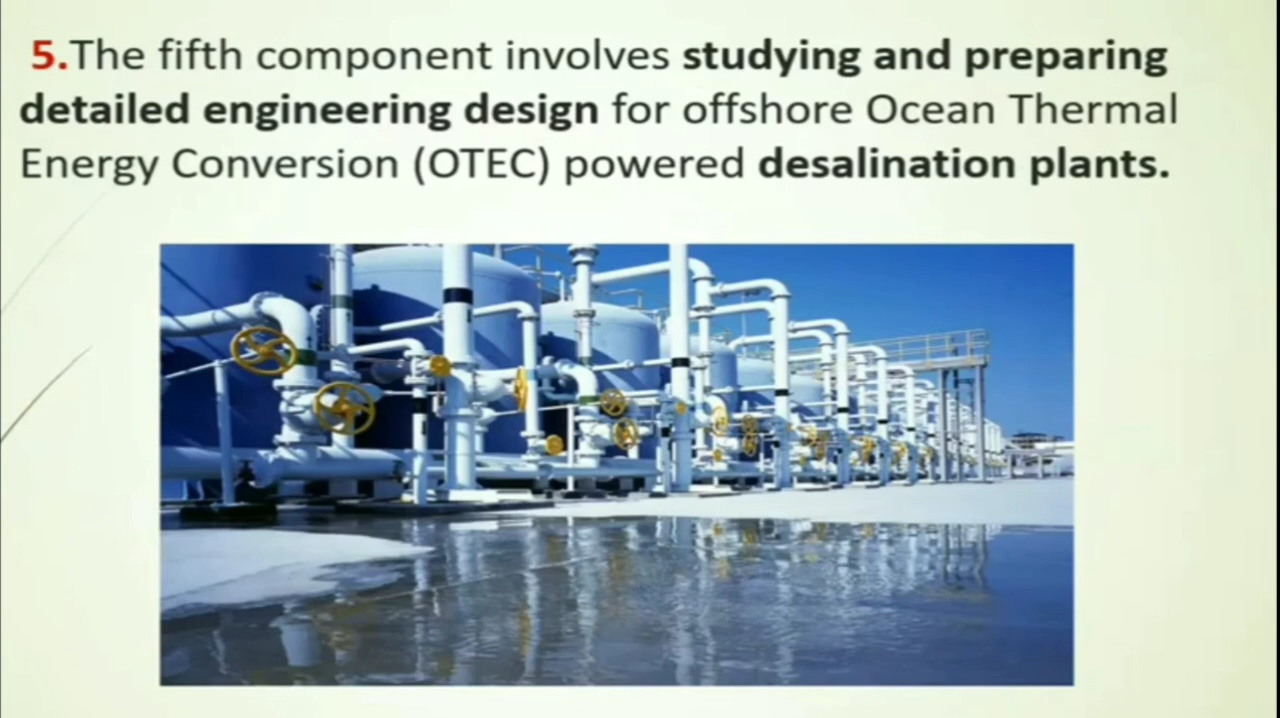 5.The fifth component involves studying and preparing
detailed engineering design for offshore Ocean Thermal
Energy Conversion (OTEC) powered desalination plants.